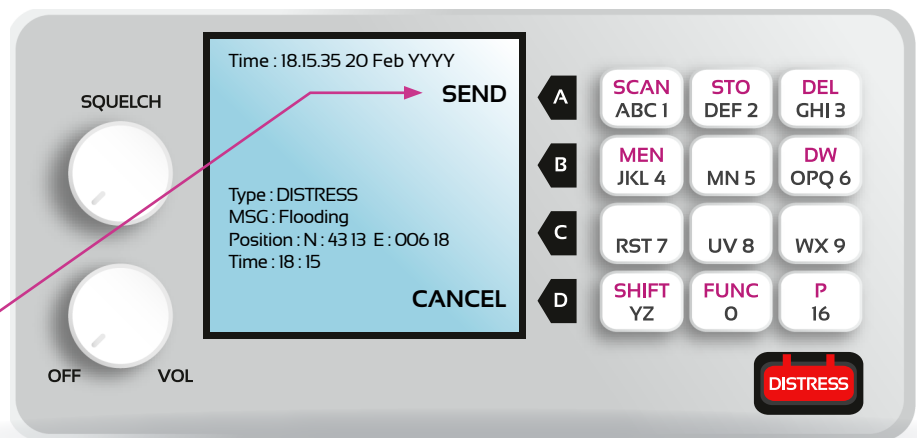 Time : 18.15.35 20 Feb YYYY
SEND
Type : DISTRESS
MSG : Flooding
Position : N : 43 13 E : 006 18
Time : 18 : 15
CANCEL
SQUELCH
OFF VOL
A
B
C
D
SCAN STO DEL
ABC 1 DEF 2 GHI 3
MEN DW
JKL 4 MN 5 OPQ 6
RST 7 UV 8 WX 9
SHIFT FUNC P
YZ 0 16
DISTRESS